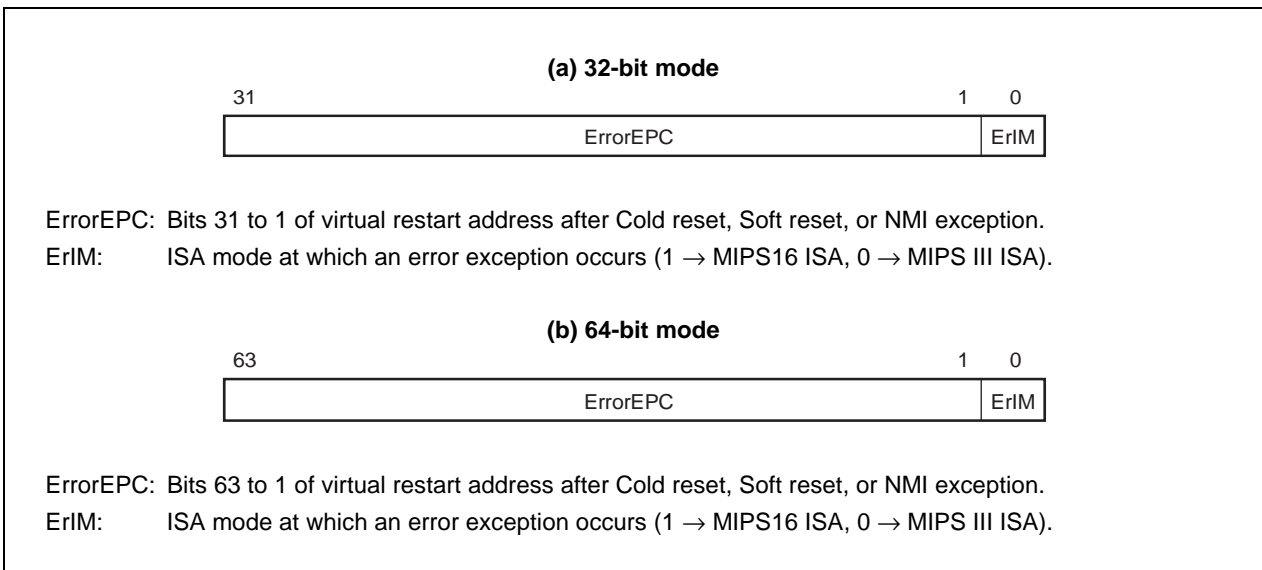 (a) 32-bit mode
31 1 0
ErrorEPC ErIM
ErrorEPC: Bits 31 to 1 of virtual restart address after Cold reset, Soft reset, or NMI exception.
ErIM: ISA mode at which an error exception occurs (1 → MIPS16 ISA, 0 → MIPS III ISA).
(b) 64-bit mode
63 1 0
ErrorEPC ErIM
ErrorEPC: Bits 63 to 1 of virtual restart address after Cold reset, Soft reset, or NMI exception.
ErIM: ISA mode at which an error exception occurs (1 → MIPS16 ISA, 0 → MIPS III ISA).